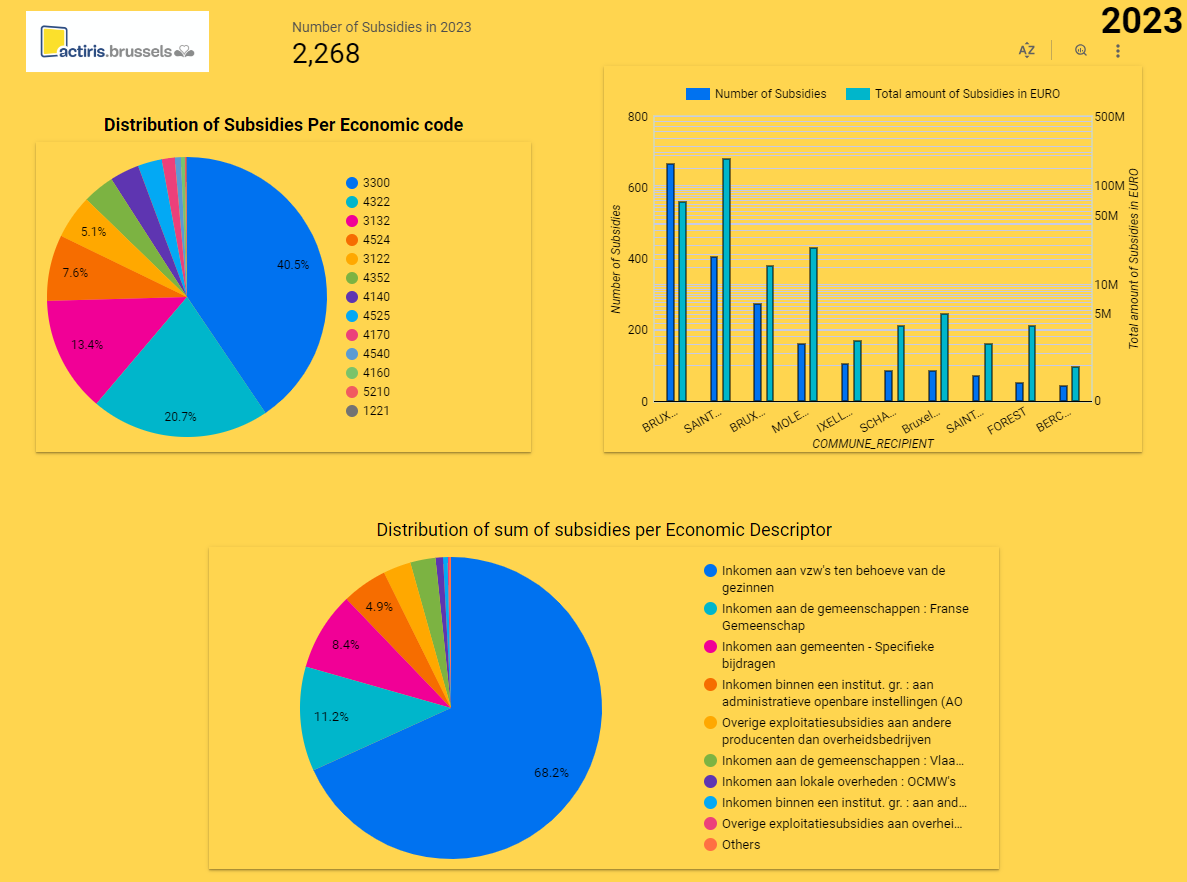 actiris.brussels
Number of Subsidies in 2023
2,268
2023
AZ
Distribution of Subsidies Per Economic code
40.5%
20.7%
13.4%
7.6%
5.1%
3300
4322
3132
4524
3122
4352
4140
4525
4170
4540
4160
5210
1221
Number of Subsidies
Total amount of Subsidies in EURO
800
600
400
200
0
Number of Subsidies
500M
100M
50M
10M
5M
0
Total amount of Subsidies in EURO
BRUX...
SAINT...
BRUX...
MOLE...
IXELL...
SCHA...
Bruxel...
SAINT...
FOREST
BERC...
COMMUNE_RECIPIENT
Distribution of sum of subsidies per Economic Descriptor
68.2%
11.2%
8.4%
4.9%
Inkomen aan vzw's ten behoeve van de
gezinnen
Inkomen aan de gemeenschappen : Franse
Gemeenschap
Inkomen aan gemeenten - Specifieke
bijdragen
Inkomen binnen een institut. gr. : aan
administratieve openbare instellingen (AO
Overige exploitatiesubsidies aan andere
producenten dan overheidsbedrijven
Inkomen aan de gemeenschappen : Vlaa...
Inkomen aan lokale overheden : OCMW's
Inkomen binnen een institut. gr. : aan and...
Overige exploitatiesubsidies aan overhei...
Others